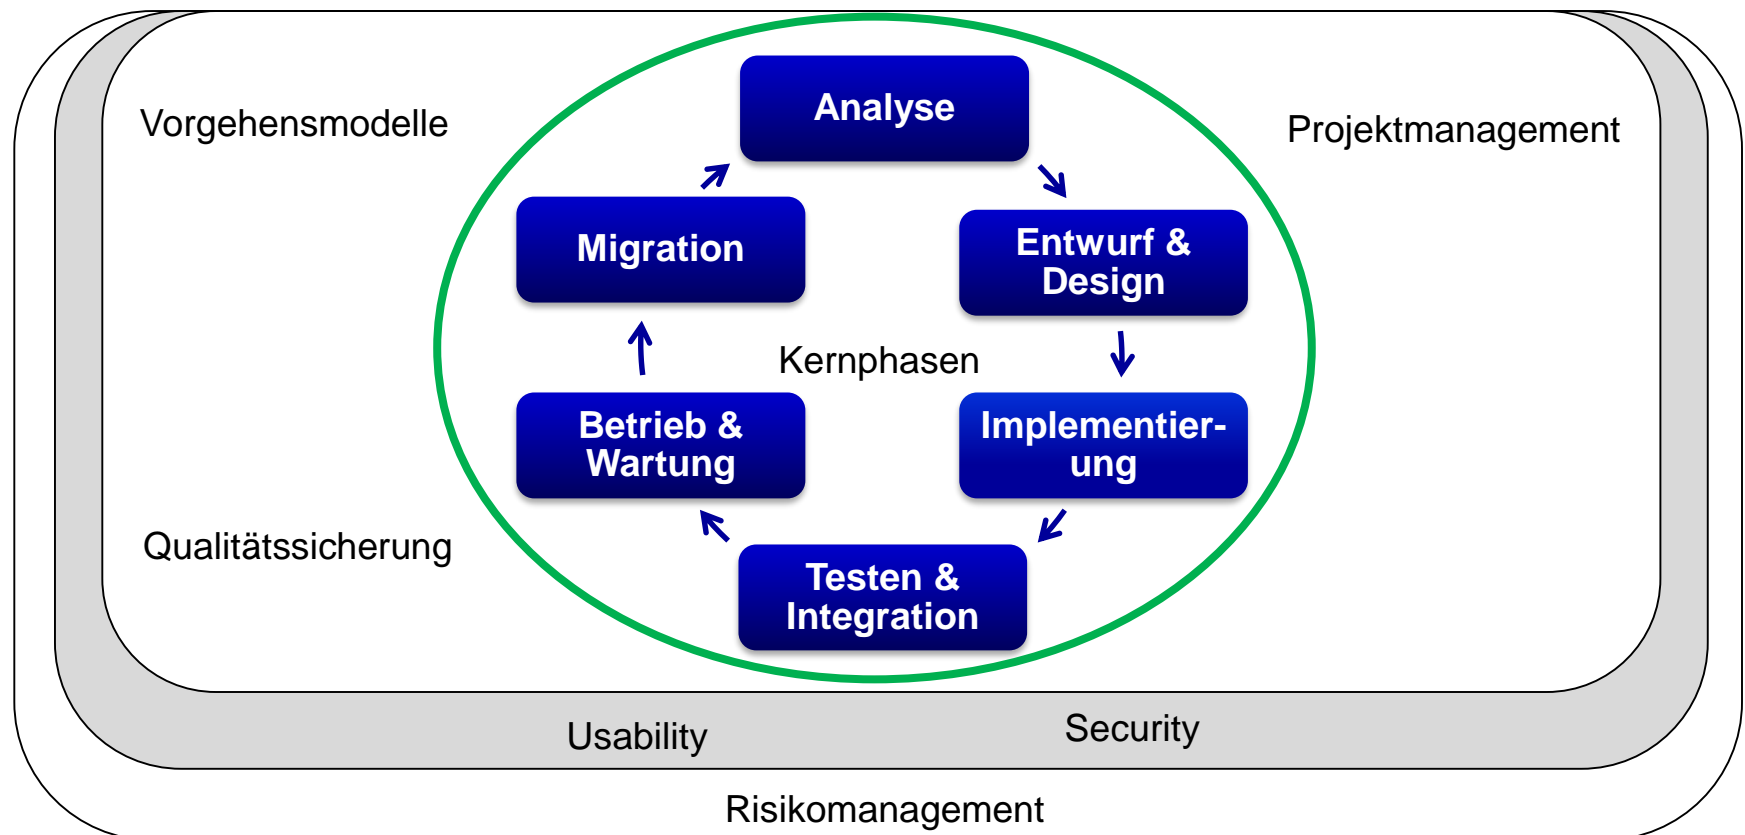 Analyse
Vorgehensmodelle
Projektmanagement
Migration
Entwurf &
Design
Kernphasen
Betrieb &
Wartung
Implementier-
ung
Qualitätssicherung
Testen &
Integration
Usability
Security
Risikomanagement